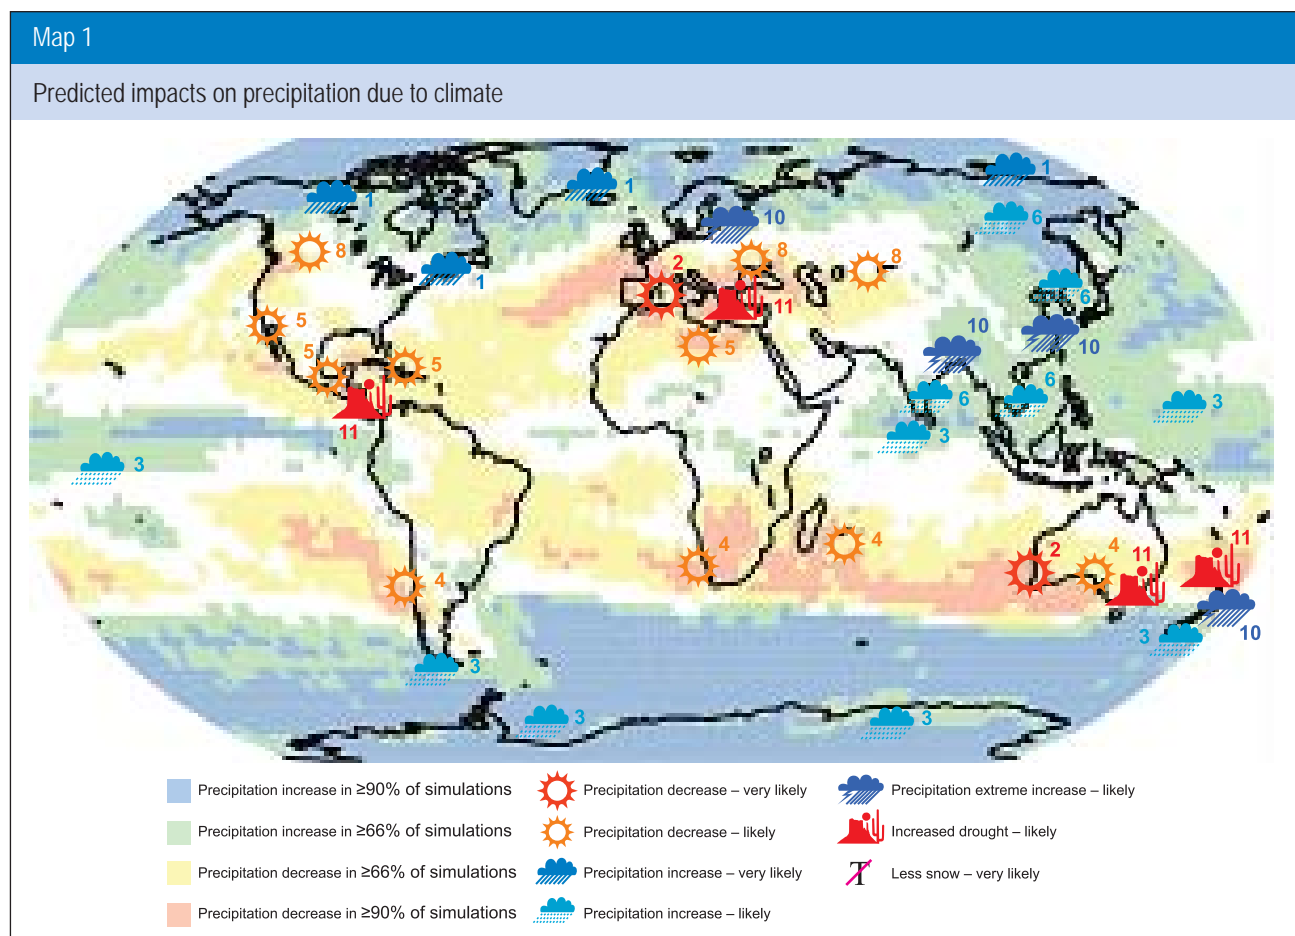 Map 1
Predicted impacts on precipitation due to climate
1
1
1
6
10
8
8
8
2
1
6
11
5
10
10
5
5
5
6
6
3
11
3
3
4
4
2
4
11
11
4
10
3
3
3
3
Precipitation increase in ≥90% of simulations
Precipitation decrease – very likely
Precipitation extreme increase – likely
Precipitation increase in ≥66% of simulations
Precipitation decrease – likely
Increased drought – likely
Precipitation decrease in ≥66% of simulations
Precipitation increase – very likely
T
Less snow – very likely
Precipitation decrease in ≥90% of simulations
Precipitation increase – likely